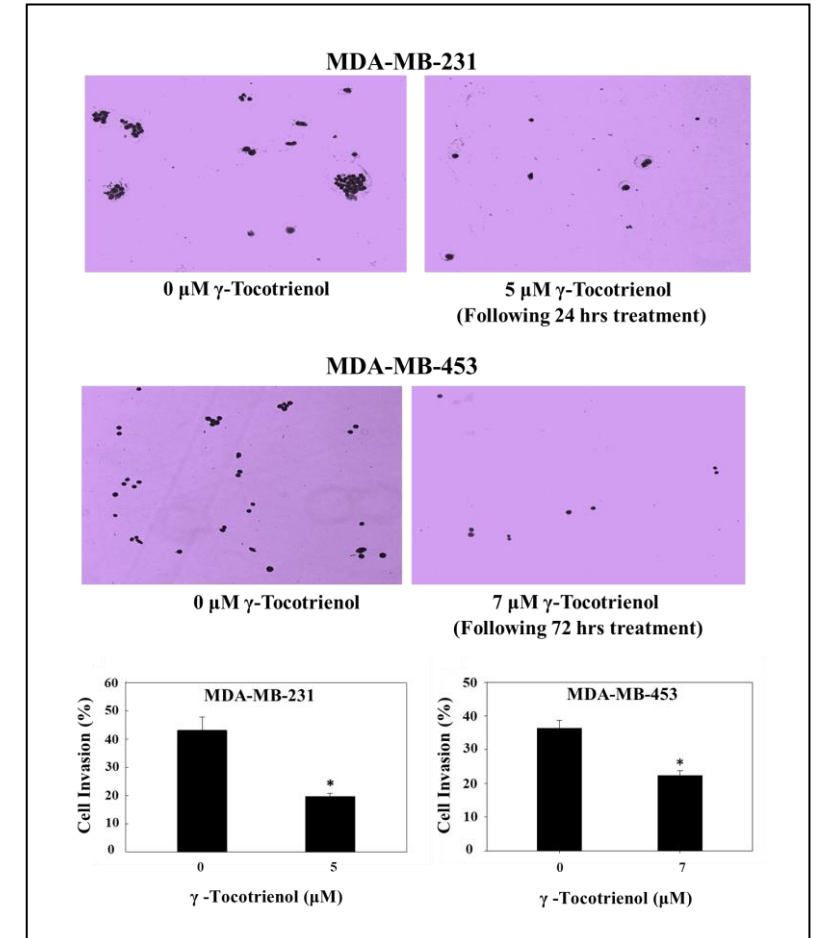 MDA-MB-231
0 μM γ-Tocotrienol
5 μM γ-Tocotrienol
(Following 24 hrs treatment)
MDA-MB-453
0 μM γ-Tocotrienol
7 μM γ-Tocotrienol
(Following 72 hrs treatment)
MDA-MB-231
Cell Invasion (%)
60
50
40
30
20
10
0
*
0
5
γ -Tocotrienol (μM)
MDA-MB-453
Cell Invasion (%)
50
40
30
20
10
0
*
0
7
γ -Tocotrienol (μM)